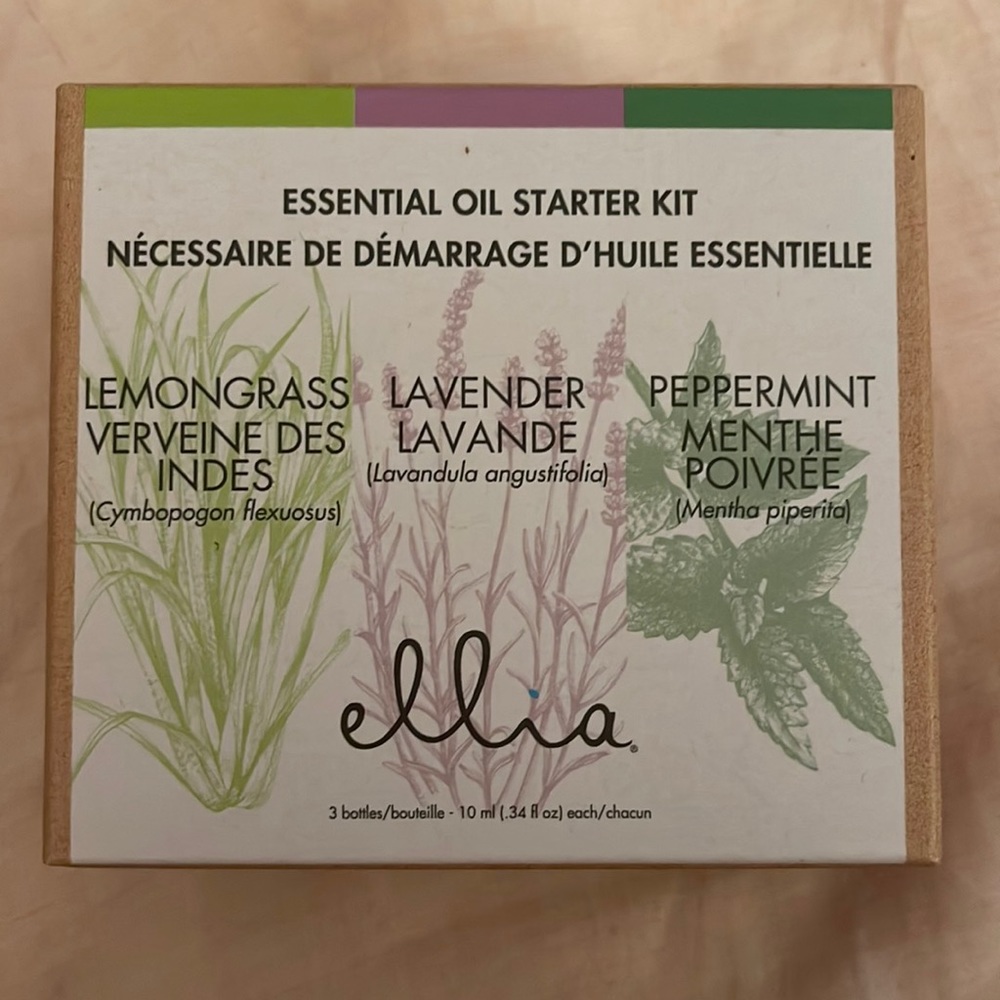 ESSENTIAL OIL STARTER KIT
NÉCESSAIRE DE DÉMARRAGE D'HUILE ESSENTIELLE
LEMONGRASS
VERVEINE DES
INDES
(Cymbopogon flexuosus)
LAVENDER
LAVANDE
(Lavandula angustifolia)
PEPPERMINT
MENTHE
POIVRÉE
(Mentha piperita)
ellia®
3 bottles/bouteille - 10 ml (.34 fl oz) each/chacun